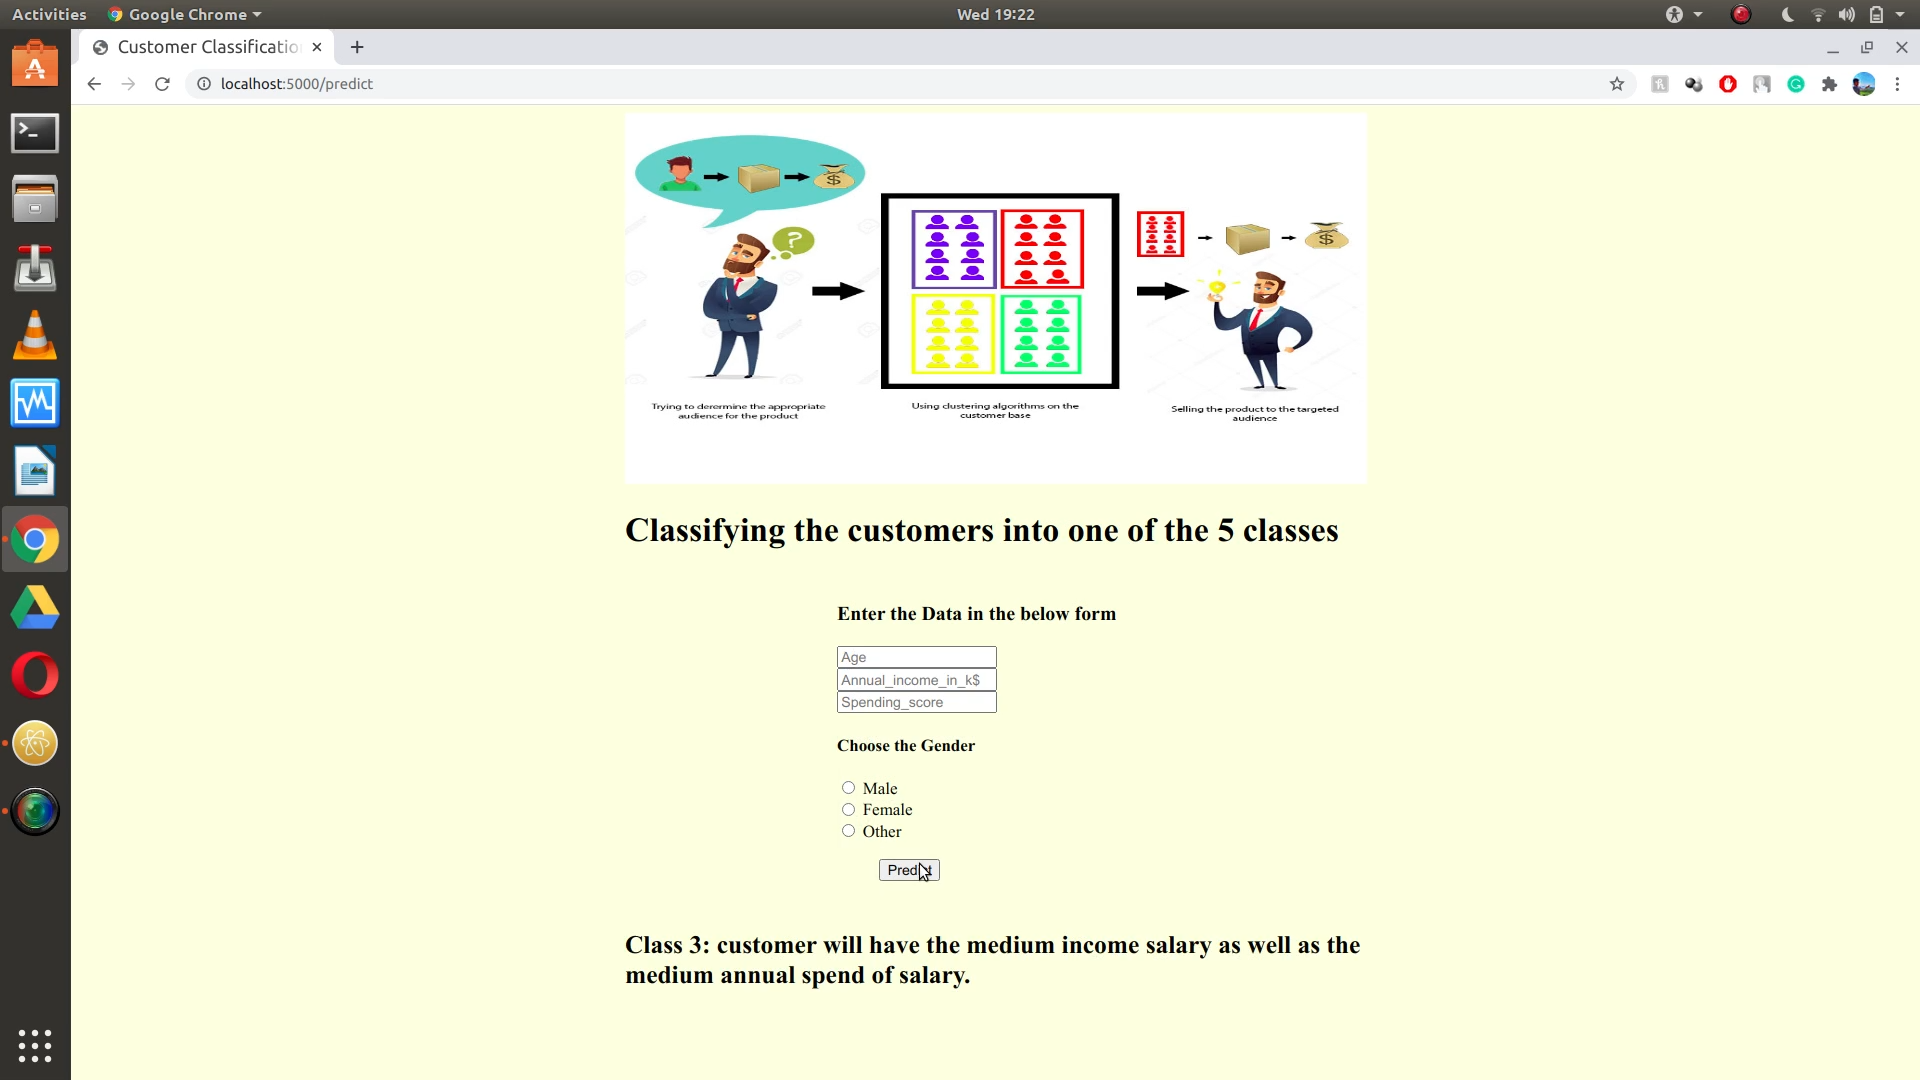 Activities
Google Chrome
Wed 19:22
Customer Classificatio
localhost:5000/predict
?
$
$
Trying to derermine the appropriate
audience for the product
Using clustering algorithms on the
customer base
Selling the product to the targeted
audience
Classifying the customers into one of the 5 classes
Enter the Data in the below form
Age
Annual_income_in_k$
Spending_score
Choose the Gender
Male
Female
Other
Class 3: customer will have the medium income salary as well as the
medium annual spend of salary.